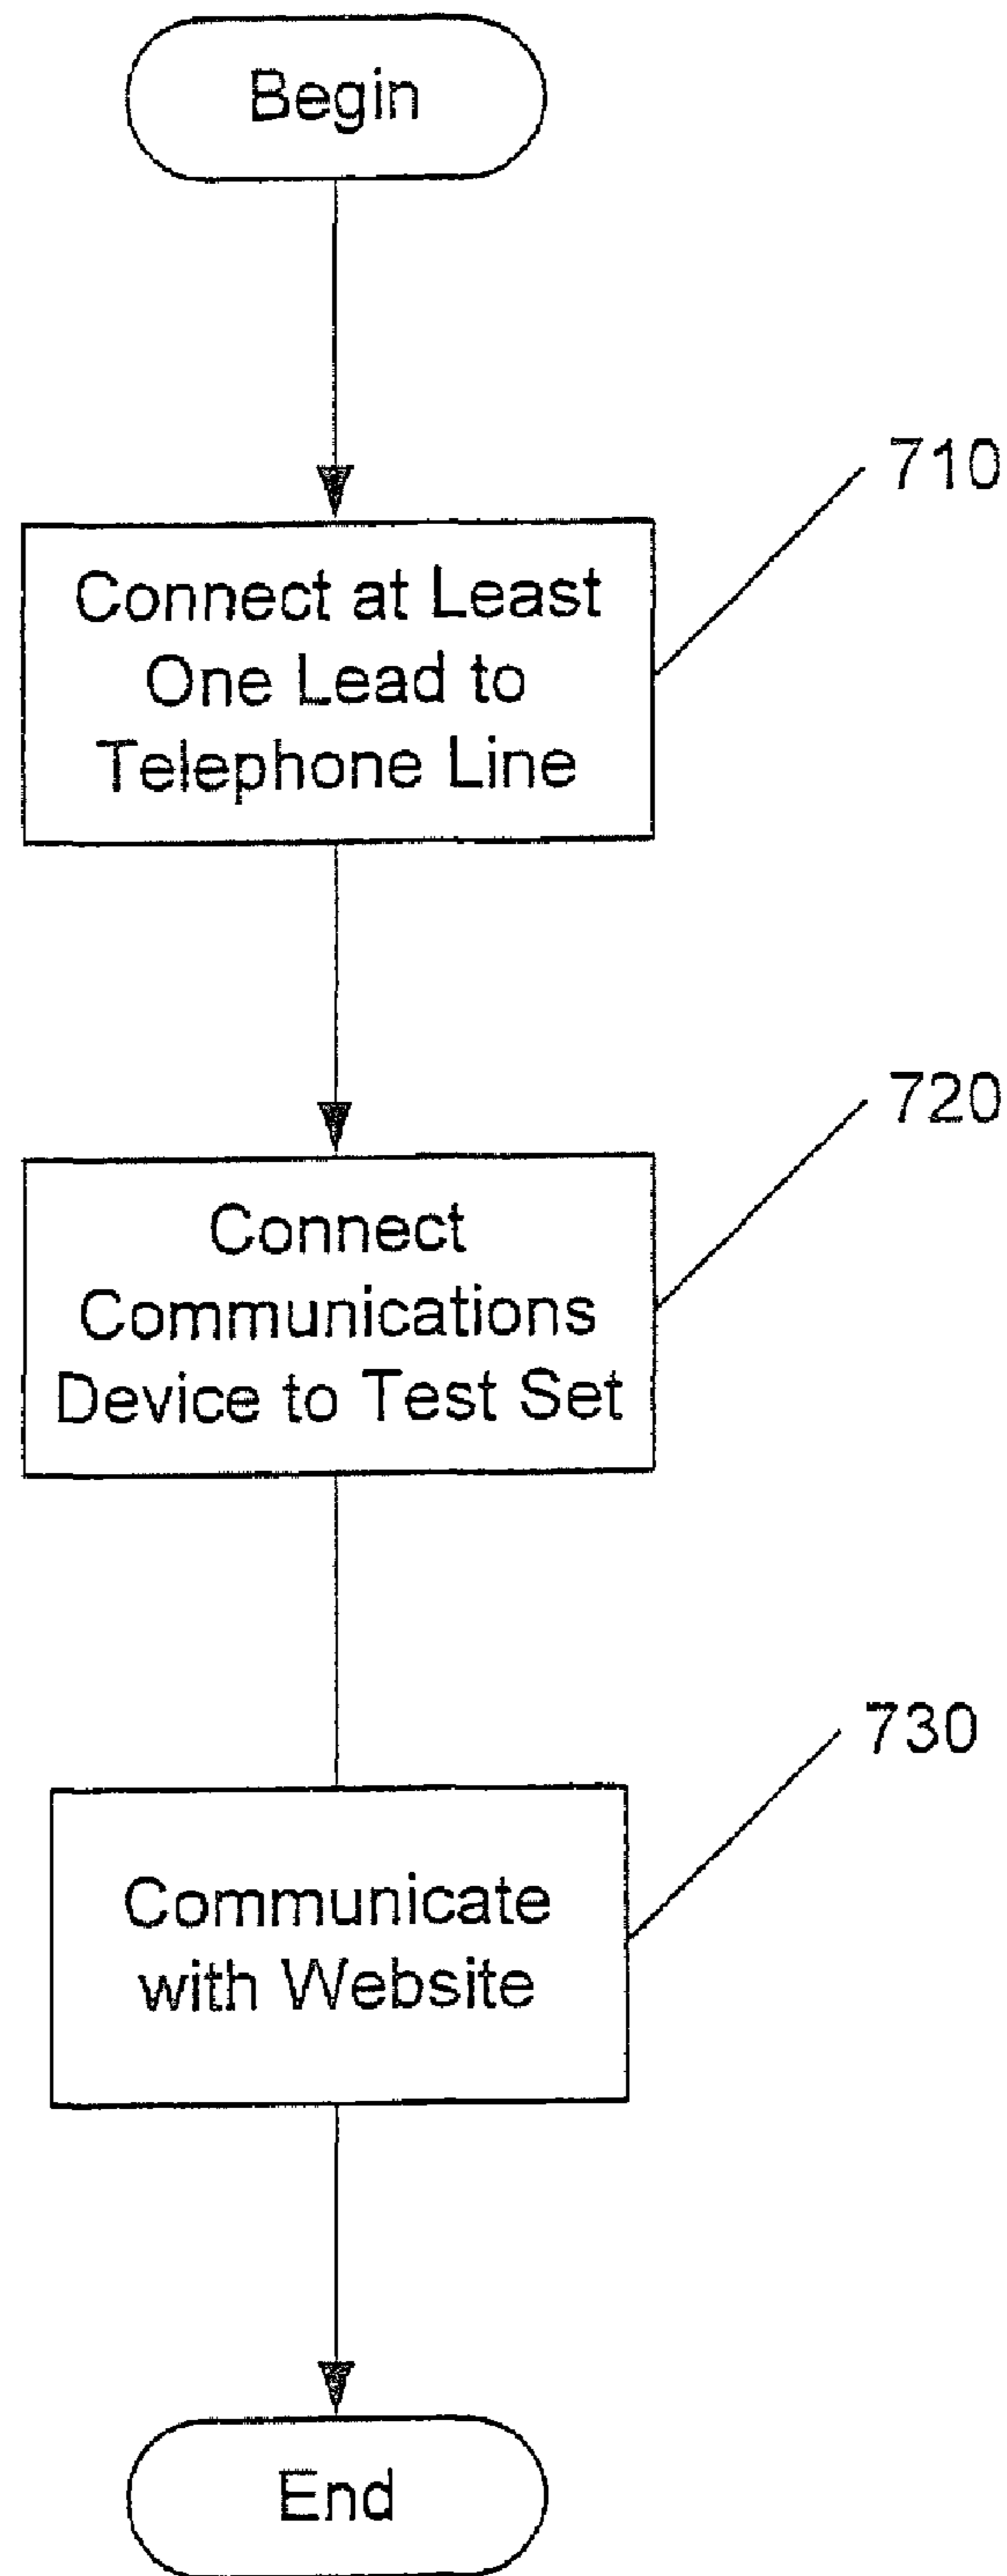 Begin
710
Connect at Least
One Lead to
Telephone Line
720
Connect
Communications
Device to Test Set
730
Communicate
with Website
End